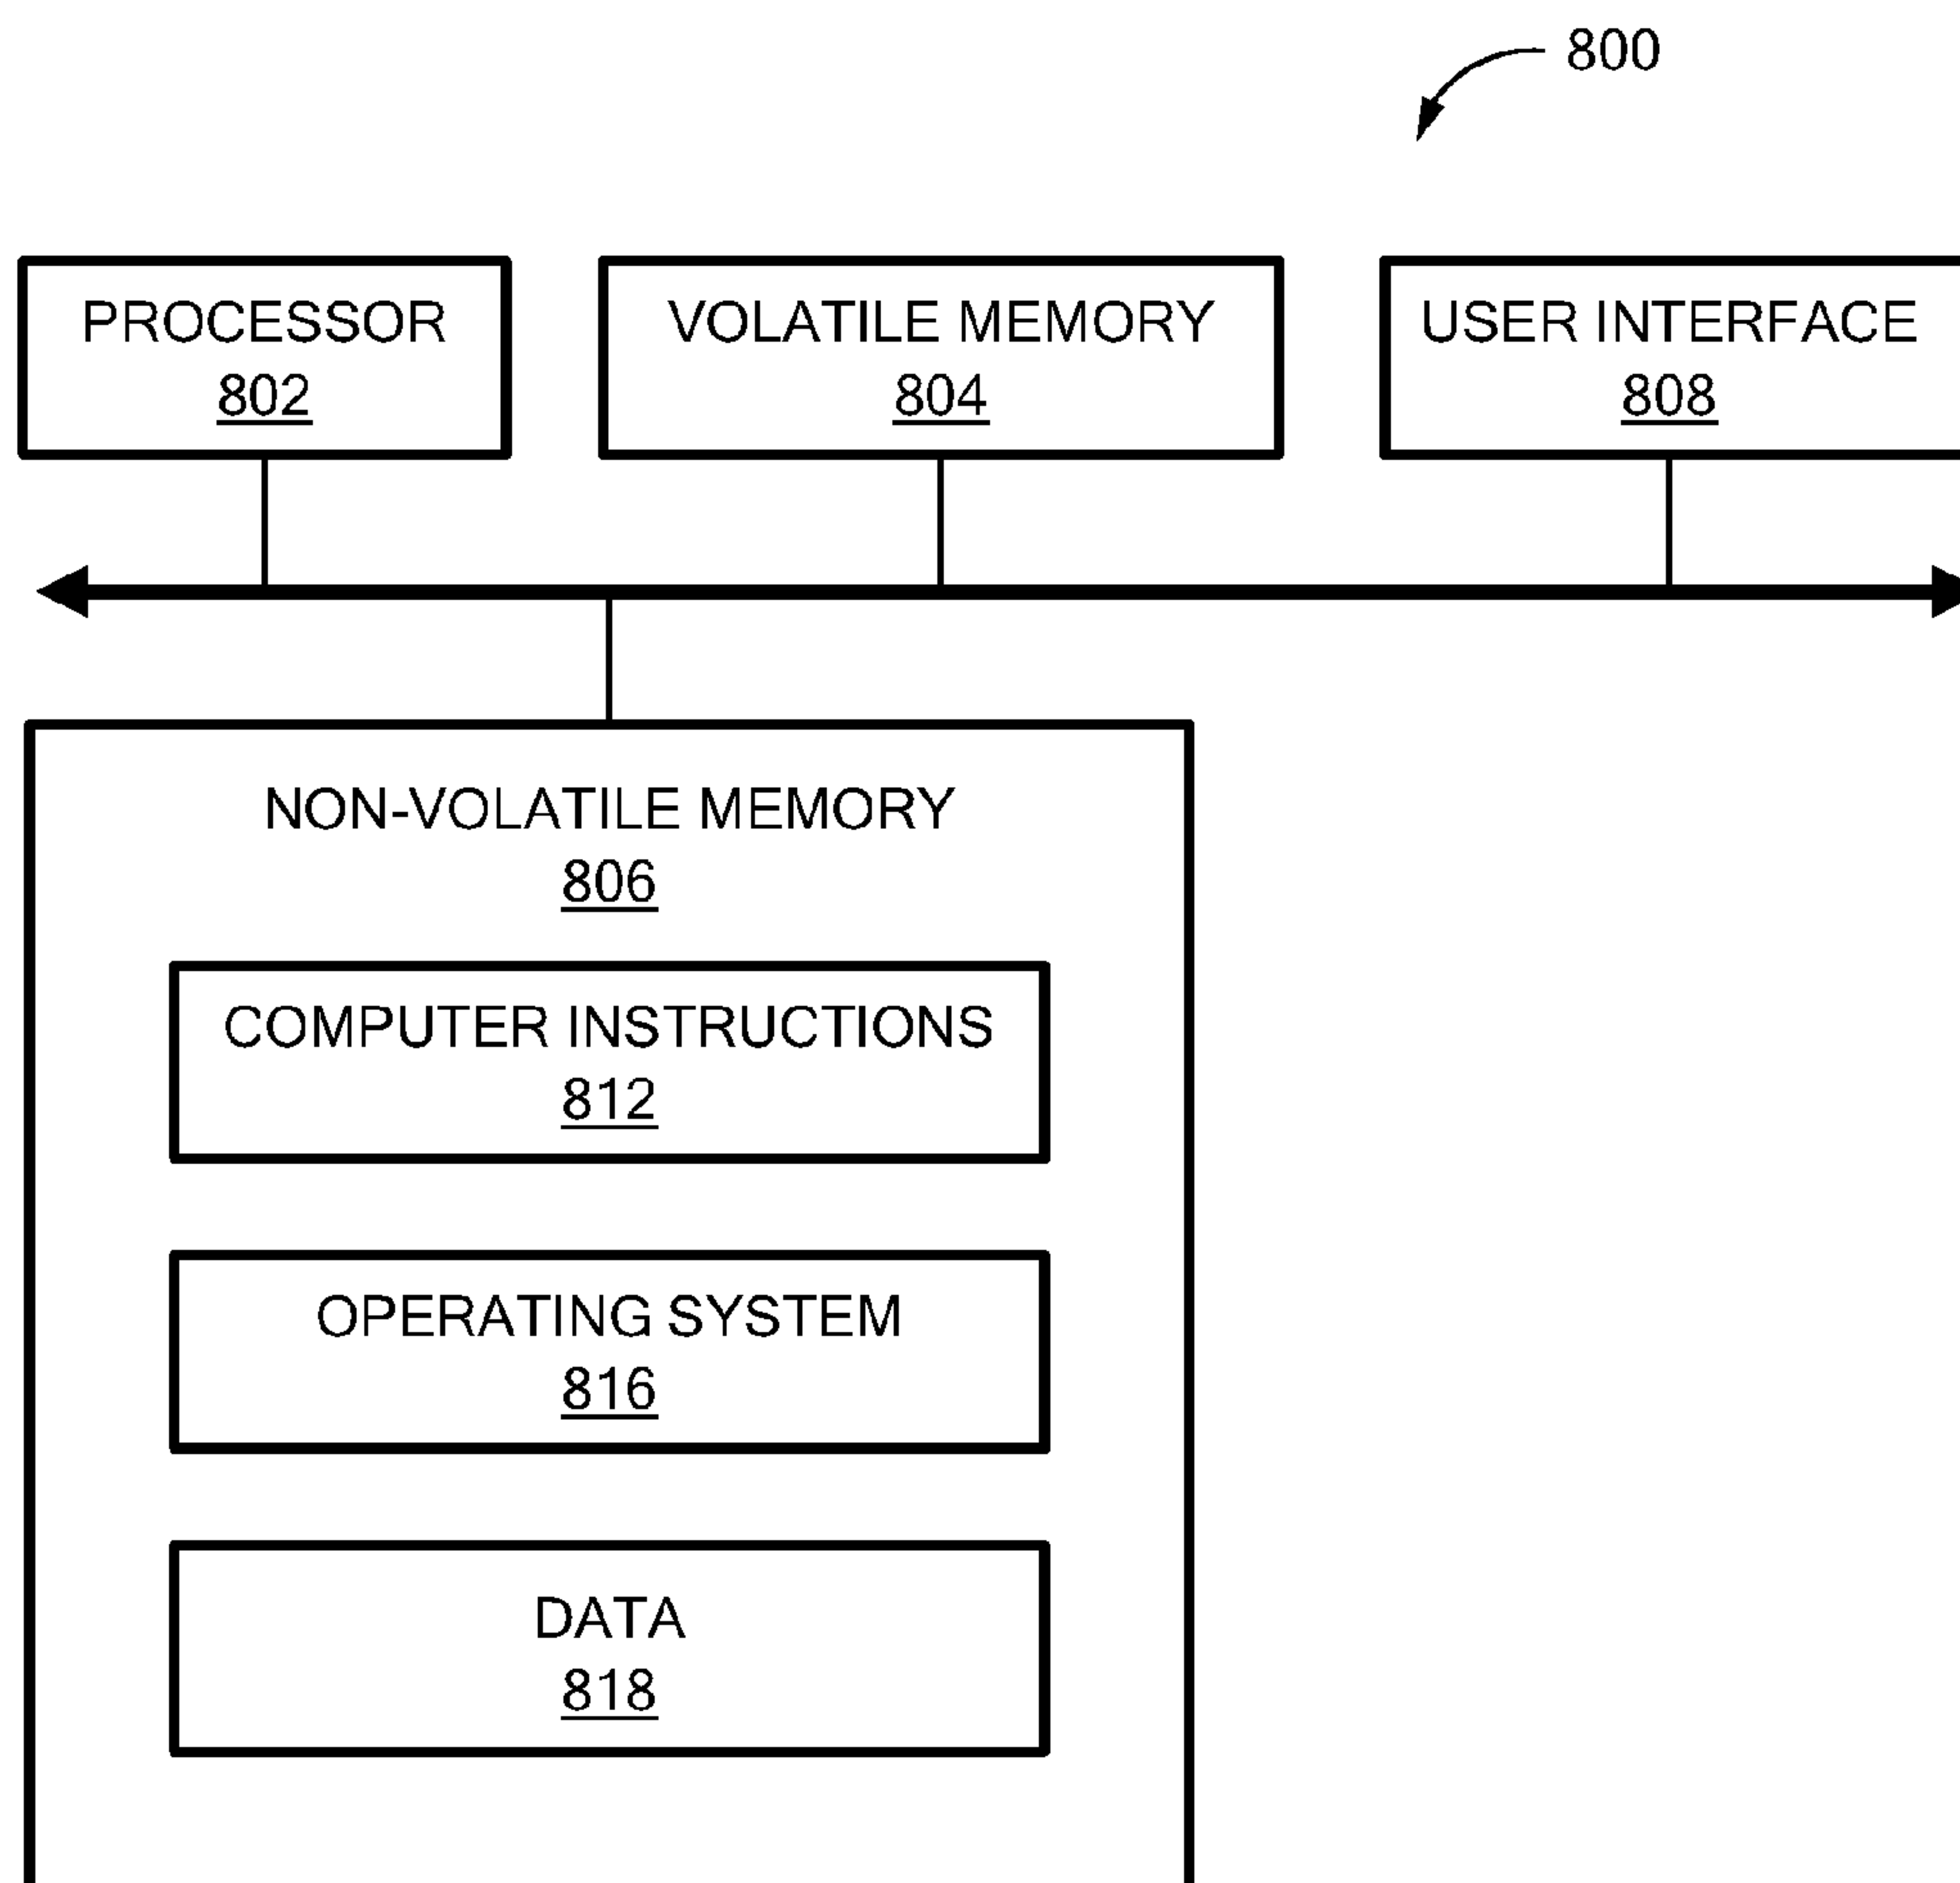 800
PROCESSOR
802
VOLATILE MEMORY
804
USER INTERFACE
808
NON-VOLATILE MEMORY
806
COMPUTER INSTRUCTIONS
812
OPERATING SYSTEM
816
DATA
818